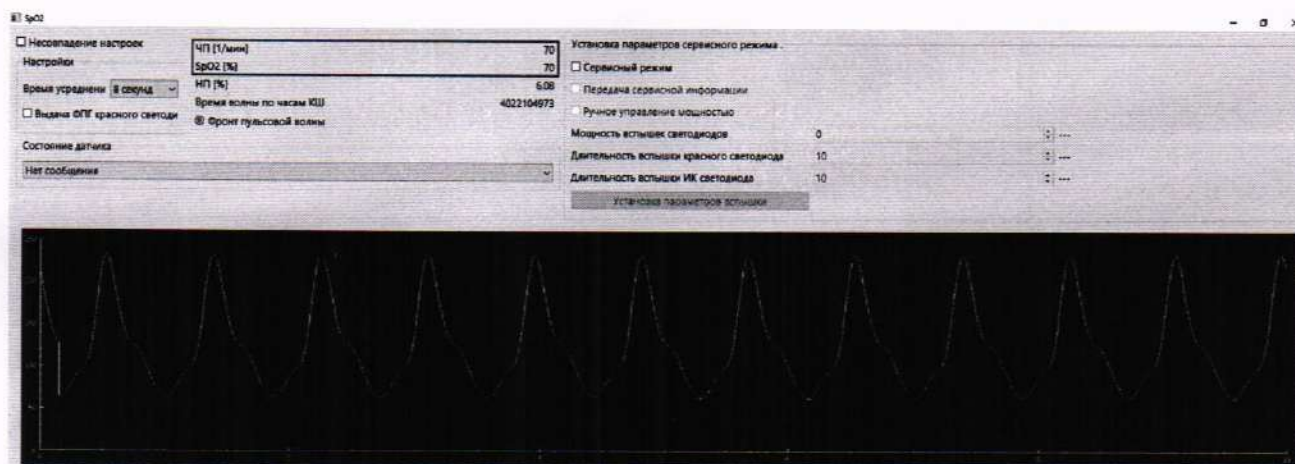 SpO2
Несовпадение настроек
Настройки
Время усреднени 8 секунд
Выдача ФПГ красного светоди
Состояние датчика
Нет сообщения
ЧП [1/мин] 70
SpO2 [%] 70
НП [%] 6.08
Время волны по часам КШ 4022104973
Фронт пульсовой волны
Установка параметров сервисного режима .
Сервисный режим
Передача сервисной информации
Ручное управление мощностью
Мощность вспышек светодиодов 0 ---
Длительность вспышки красного светодиода 10 ---
Длительность вспышки ИК светодиода 10 ---
Установка параметров вспышки